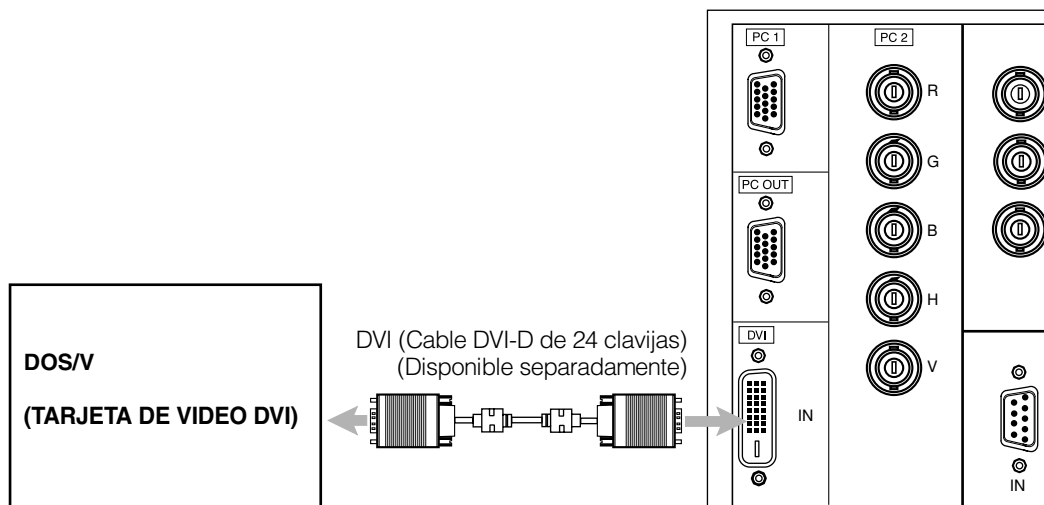 PC 1
PC 2
R
G
PC OUT
B
H
DVI (Cable DVI-D de 24 clavijas)
(Disponible separadamente)
DVI
V
DOS/V
(TARJETA DE VIDEO DVI)
IN
IN